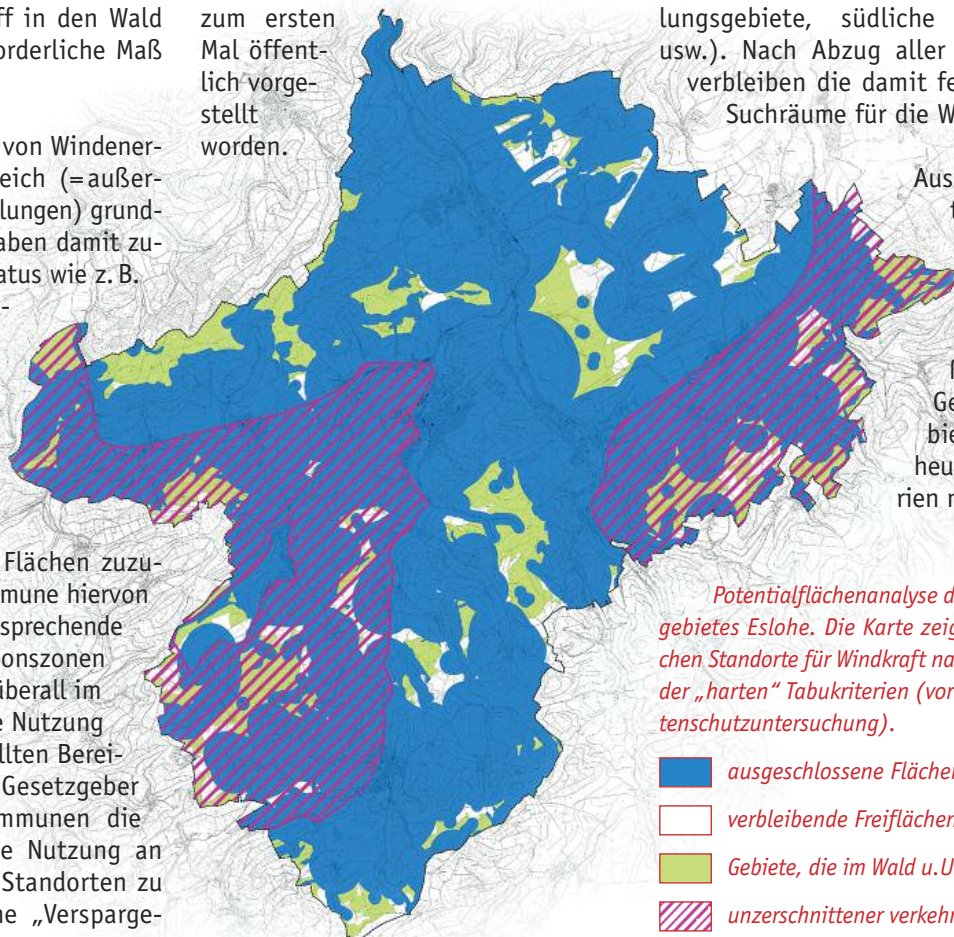 ff in den Wald
orderliche Maß
von Windener-
eich (=außer-
lungen) grund-
aben damit zu-
atus wie z. B.
-
Flächen zuzu-
mune hiervon
sprechende
onszonen
überall im
e Nutzung
llten Berei-
Gesetzgeber
mmunen die
e Nutzung an
Standorten zu
ne „Versparge-
zum ersten
Mal öffent-
lich vorge-
stellt
worden.
lungsgebiete, südliche
usw.). Nach Abzug aller
verbleiben die damit fe
Suchräume für die W
Aus
t
f
Ge
bie
heu
rien n
Potentialflächenanalyse d
gebietes Eslohe. Die Karte zeig
chen Standorte für Windkraft na
der „harten“ Tabukriterien (vor
tenschutzuntersuchung).
ausgeschlossene Flächen
verbleibende Freiflächen
Gebiete, die im Wald u.U
unzerschnittener verkehr